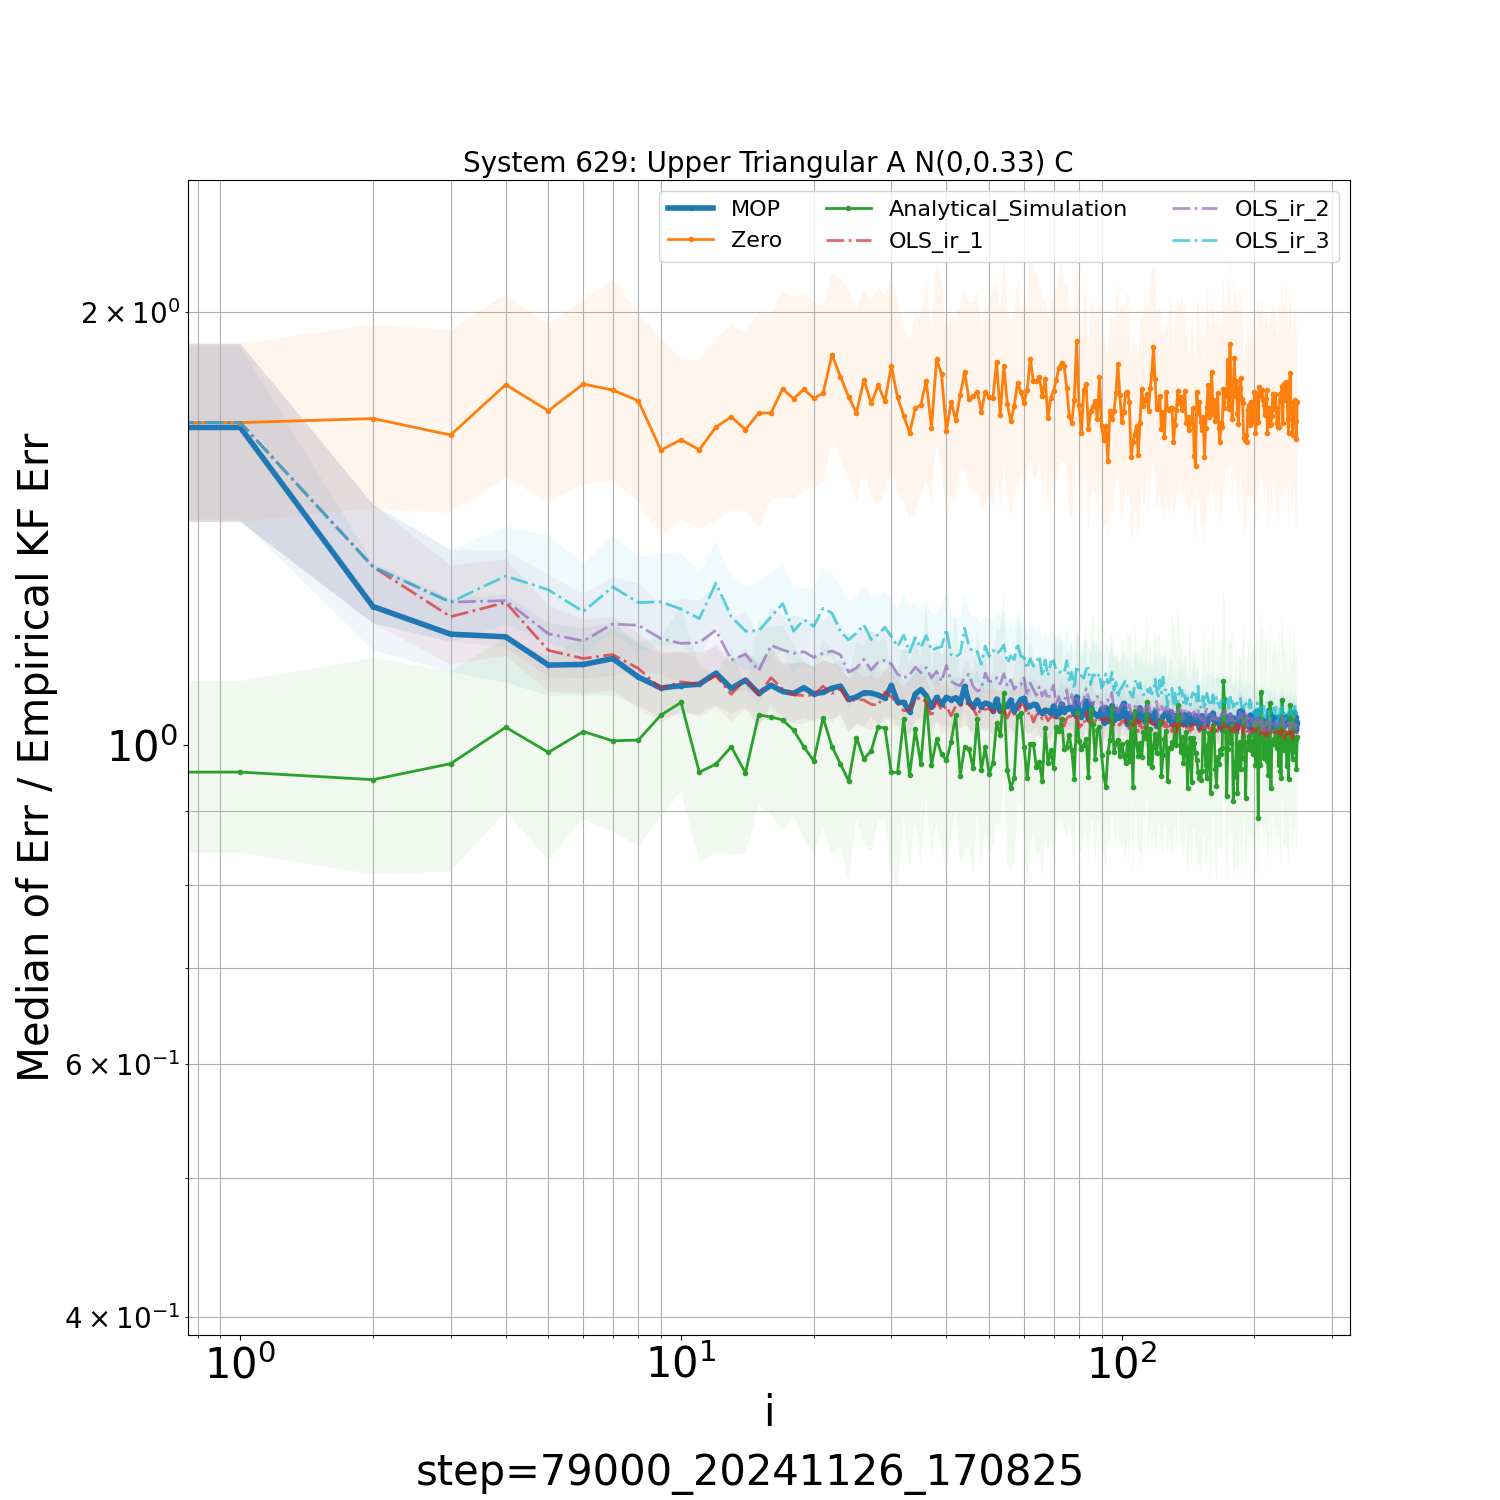 System 629: Upper Triangular A N(0,0.33) C
MOP
Zero
Analytical_Simulation
OLS_ir_1
OLS_ir_2
OLS_ir_3
Median of Err / Empirical KF Err
2 × 10⁰
10⁰
6 × 10⁻¹
4 × 10⁻¹
10⁰ 10¹ 10²
i
step=79000_20241126_170825